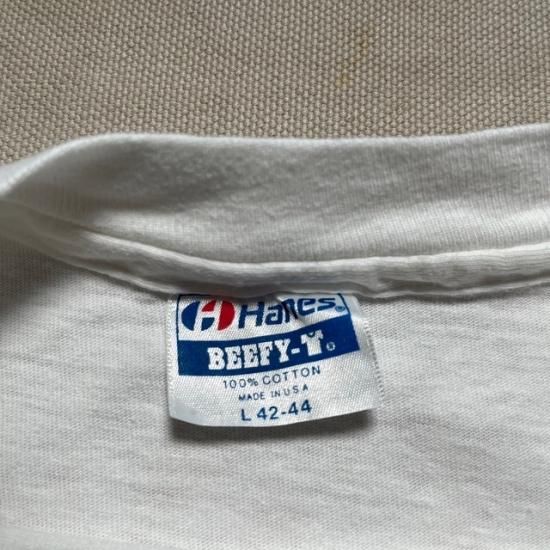 Hanes®
BEEFY-T®
100% COTTON
MADE IN U S A
L 42-44